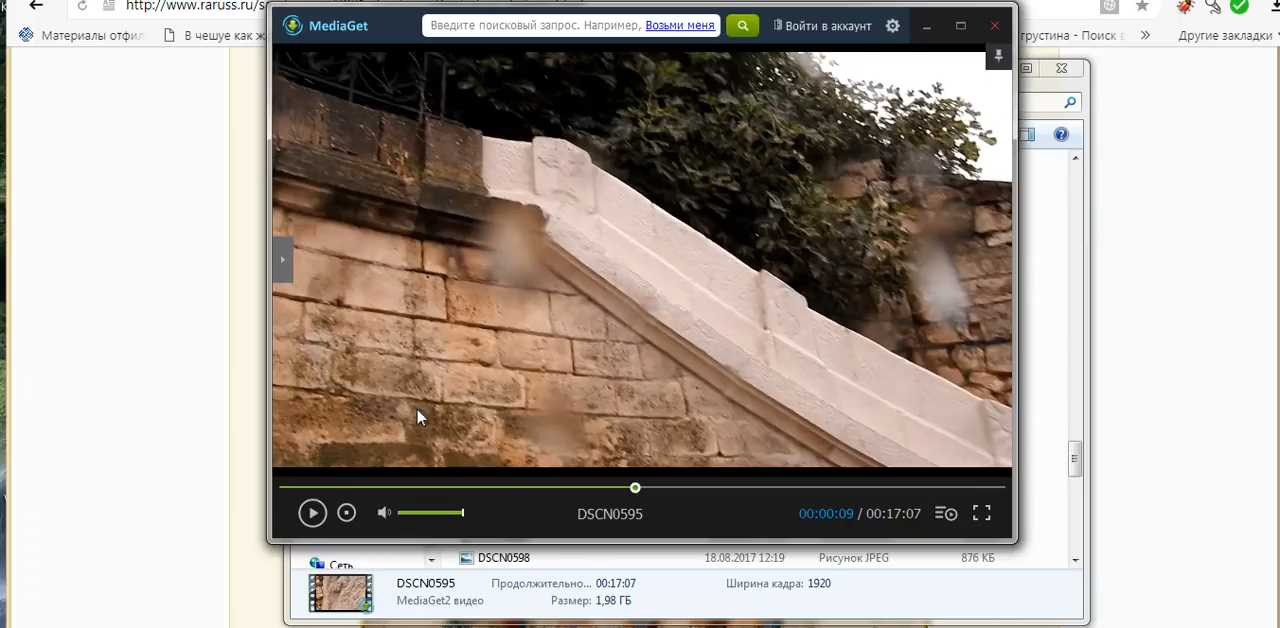 http://www.raruss.ru/s
Материалы отфил
В чешуе как жа
грустина - Поиск в
»
Другие закладки
MediaGet
Введите поисковый запрос. Например, Возьми меня
Войти в аккаунт
DSCN0595
00:00:09 / 00:17:07
Сеть
DSCN0598
18.08.2017 12:19
Рисунок JPEG
876 КБ
DSCN0595
Продолжительно... 00:17:07
Ширина кадра: 1920
MediaGet2 видео
Размер: 1,98 ГБ